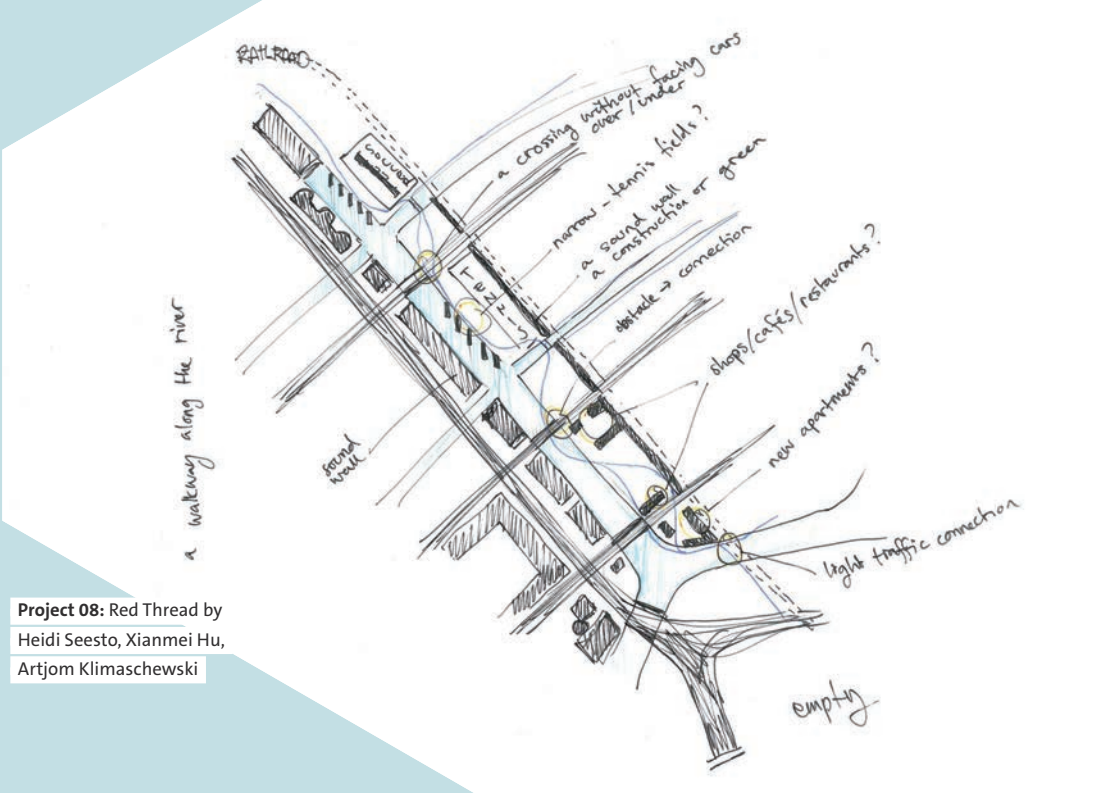 RAILROAD
a crossing without facing cars
over/under
narrow - tennis fields?
a sound wall
a construction or green
obstacle → connection
shops/cafés/restaurants?
new apartments?
light traffic connection
SOCCER
TENNIS
sound
wall
a walkway along the river
empty
Project 08: Red Thread by
Heidi Seesto, Xianmei Hu,
Artjom Klimaschewski